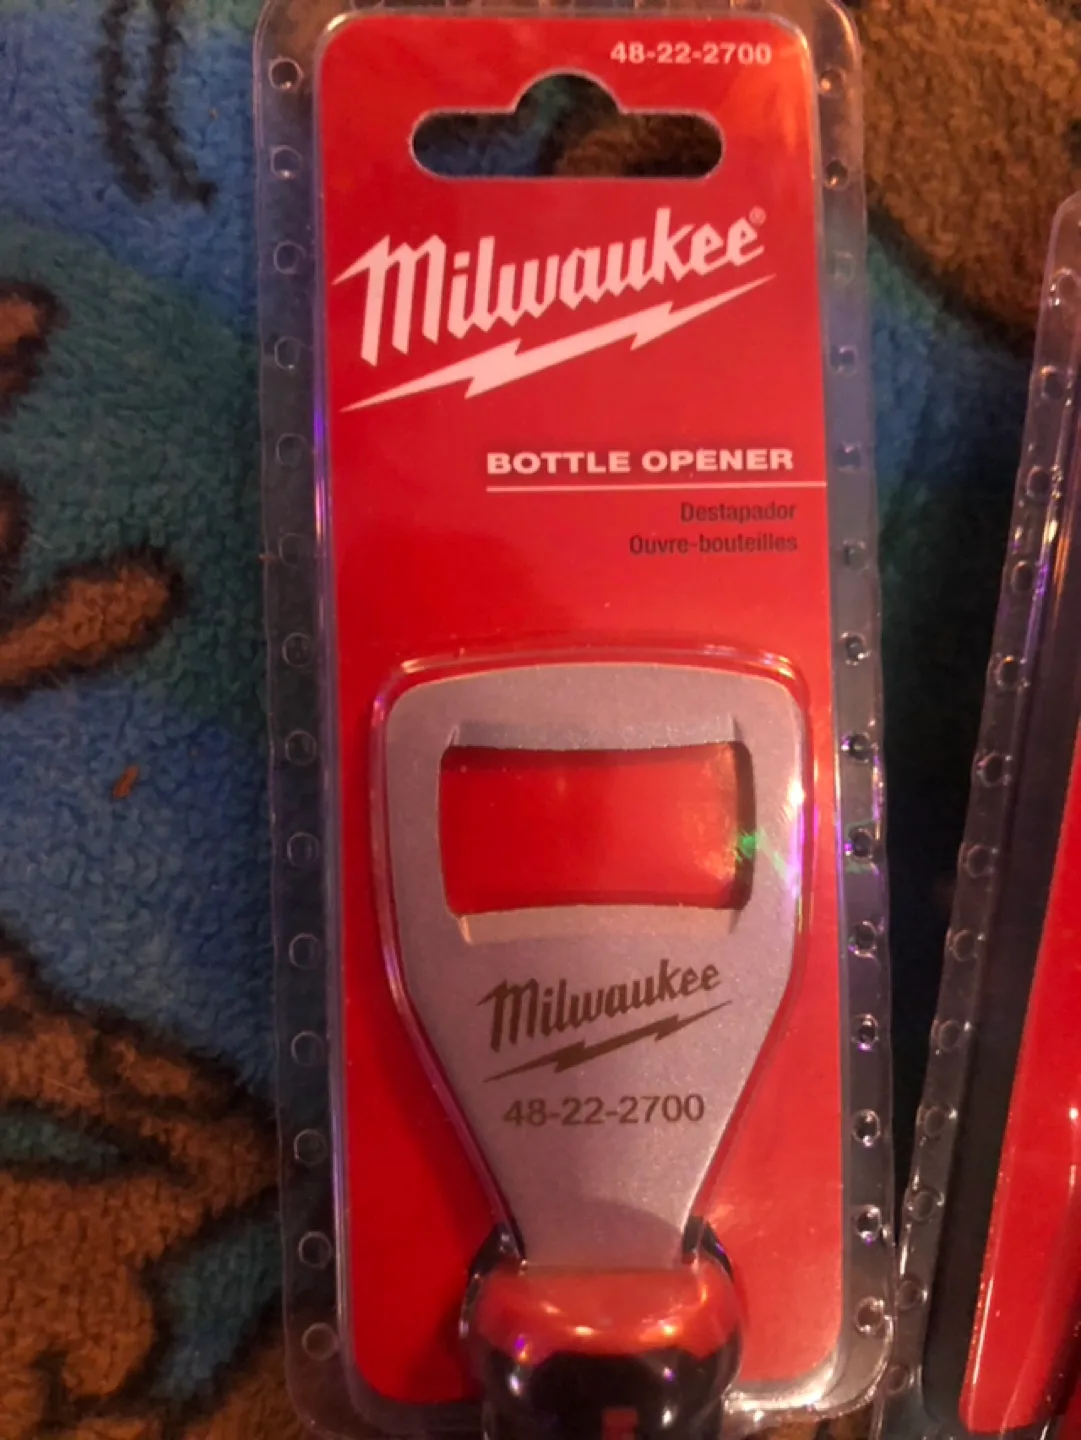 48-22-2700
Milwaukee®
BOTTLE OPENER
Destapador
Ouvre-bouteilles
Milwaukee
48-22-2700